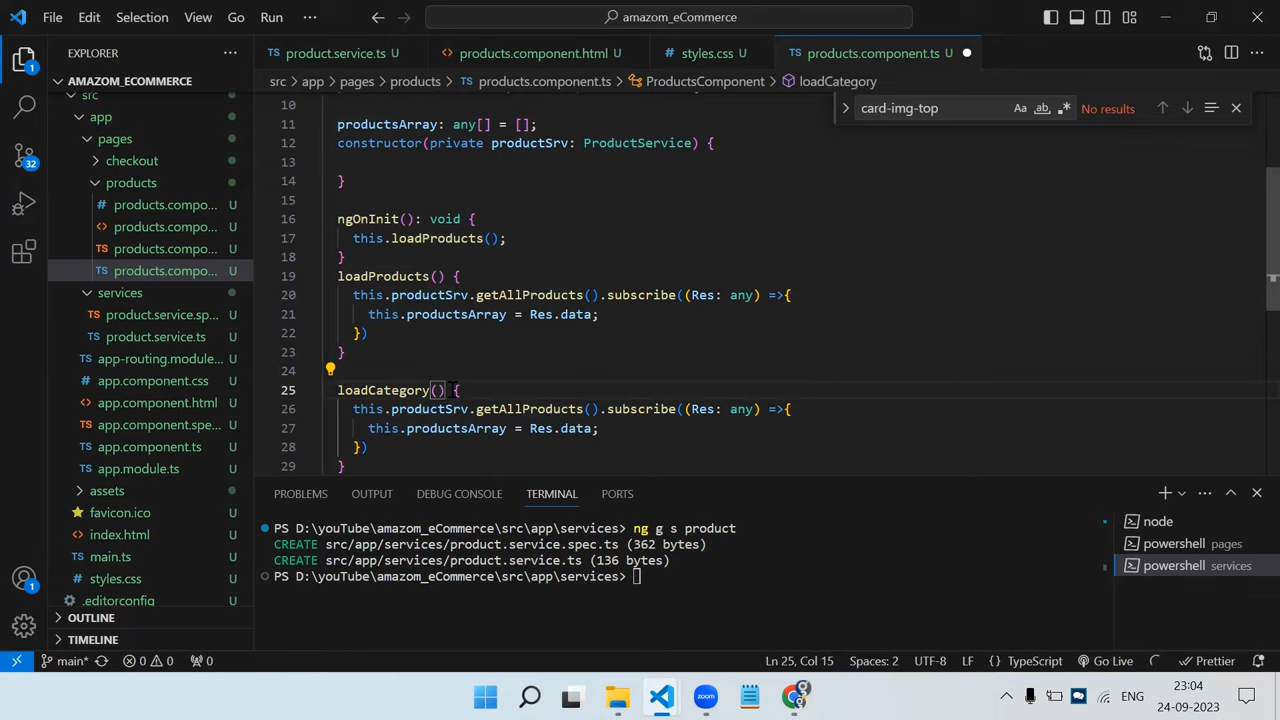 File Edit Selection View Go Run ··· amazom_eCommerce
EXPLORER ···
TS product.service.ts
<> products.component.html
# styles.css
TS products.component.ts
AMAZOM_ECOMMERCE
src > app > pages > products > TS products.component.ts > ProductsComponent > loadCategory
card-img-top Aa ab .* No results
src
app
pages
checkout
products
# products.compo... U
<> products.compo... U
TS products.compo... U
TS products.compo... U
services
TS product.service.sp... U
TS product.service.ts U
TS app-routing.module... U
# app.component.css U
<> app.component.html U
TS app.component.spe... U
TS app.component.ts U
TS app.module.ts U
assets
favicon.ico U
<> index.html U
TS main.ts U
# styles.css U
.editorconfig U
OUTLINE
TIMELINE
10
11 productsArray: any[] = [];
12 constructor(private productSrv: ProductService) {
13
14 }
15
16 ngOnInit(): void {
17 this.loadProducts();
18 }
19 loadProducts() {
20 this.productSrv.getAllProducts().subscribe((Res: any) =>{
21 this.productsArray = Res.data;
22 })
23 }
24
25 loadCategory() {
26 this.productSrv.getAllProducts().subscribe((Res: any) =>{
27 this.productsArray = Res.data;
28 })
29 }
PROBLEMS OUTPUT DEBUG CONSOLE TERMINAL PORTS
PS D:\youTube\amazom_eCommerce\src\app\services> ng g s product
CREATE src/app/services/product.service.spec.ts (362 bytes)
CREATE src/app/services/product.service.ts (136 bytes)
PS D:\youTube\amazom_eCommerce\src\app\services>
node
powershell pages
powershell services
1
32
1
main* 0 0 0 Ln 25, Col 15 Spaces: 2 UTF-8 LF {} TypeScript Go Live Prettier
ENG
23:04
24-09-2023